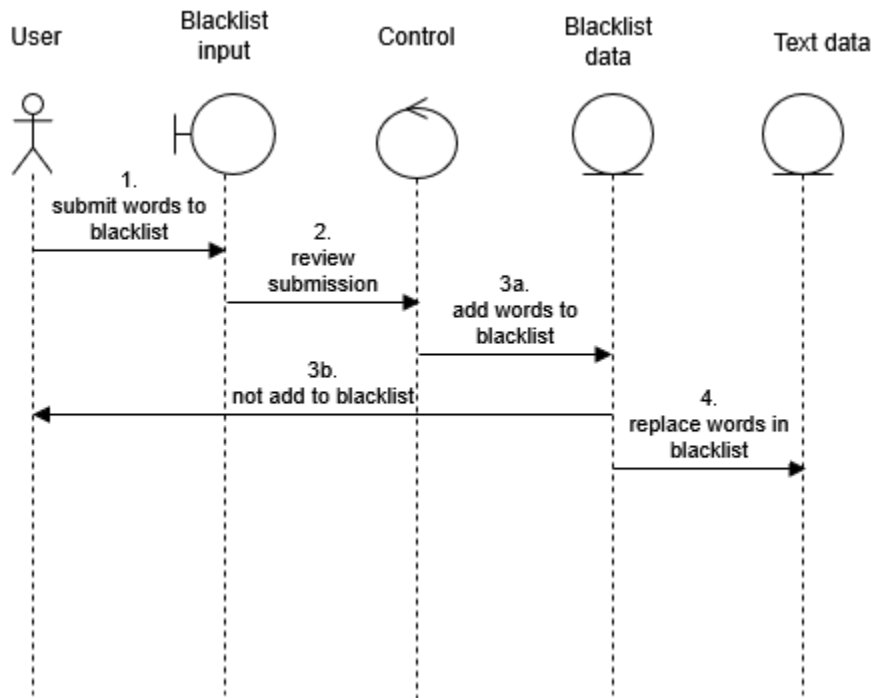 User
Blacklist
input
Control
Blacklist
data
Text data
1.
submit words to
blacklist
2.
review
submission
3a.
add words to
blacklist
3b.
not add to blacklist
4.
replace words in
blacklist